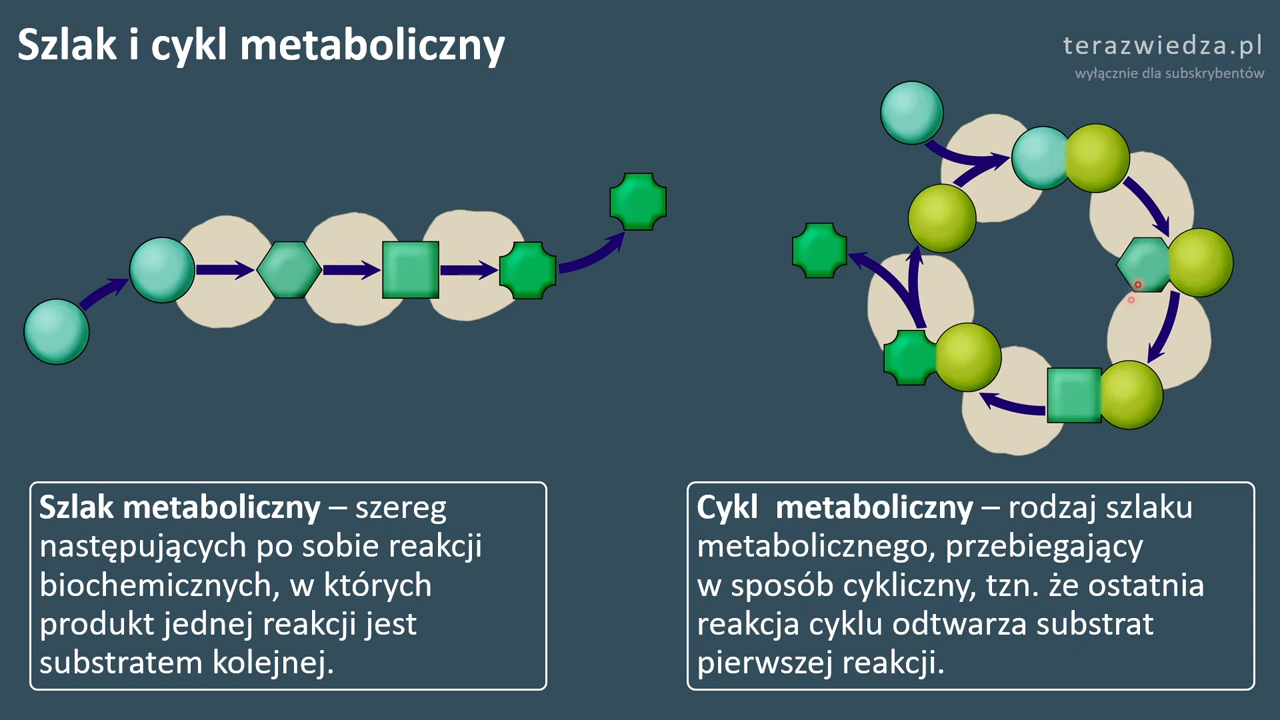 Szlak i cykl metaboliczny
terazwiedza.pl
wyłącznie dla subskrybentów
Szlak metaboliczny – szereg
następujących po sobie reakcji
biochemicznych, w których
produkt jednej reakcji jest
substratem kolejnej.
Cykl metaboliczny – rodzaj szlaku
metabolicznego, przebiegający
w sposób cykliczny, tzn. że ostatnia
reakcja cyklu odtwarza substrat
pierwszej reakcji.